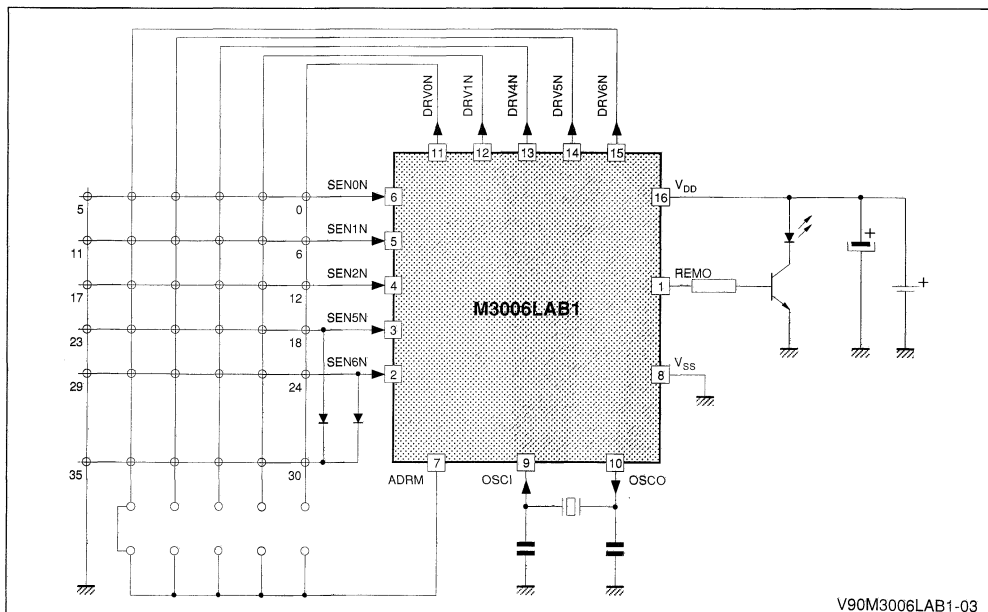 DRV0N DRV1N DRV4N DRV5N DRV6N
11 12 13 14 15
5 0 SEN0N 6
11 6 SEN1N 5
17 12 SEN2N 4
23 18 SEN5N 3
29 24 SEN6N 2
35 30
M3006LAB1
16 VDD
+ +
1 REMO
8 VSS
ADRM 7 OSCI 9 10 OSCO
V90M3006LAB1-03